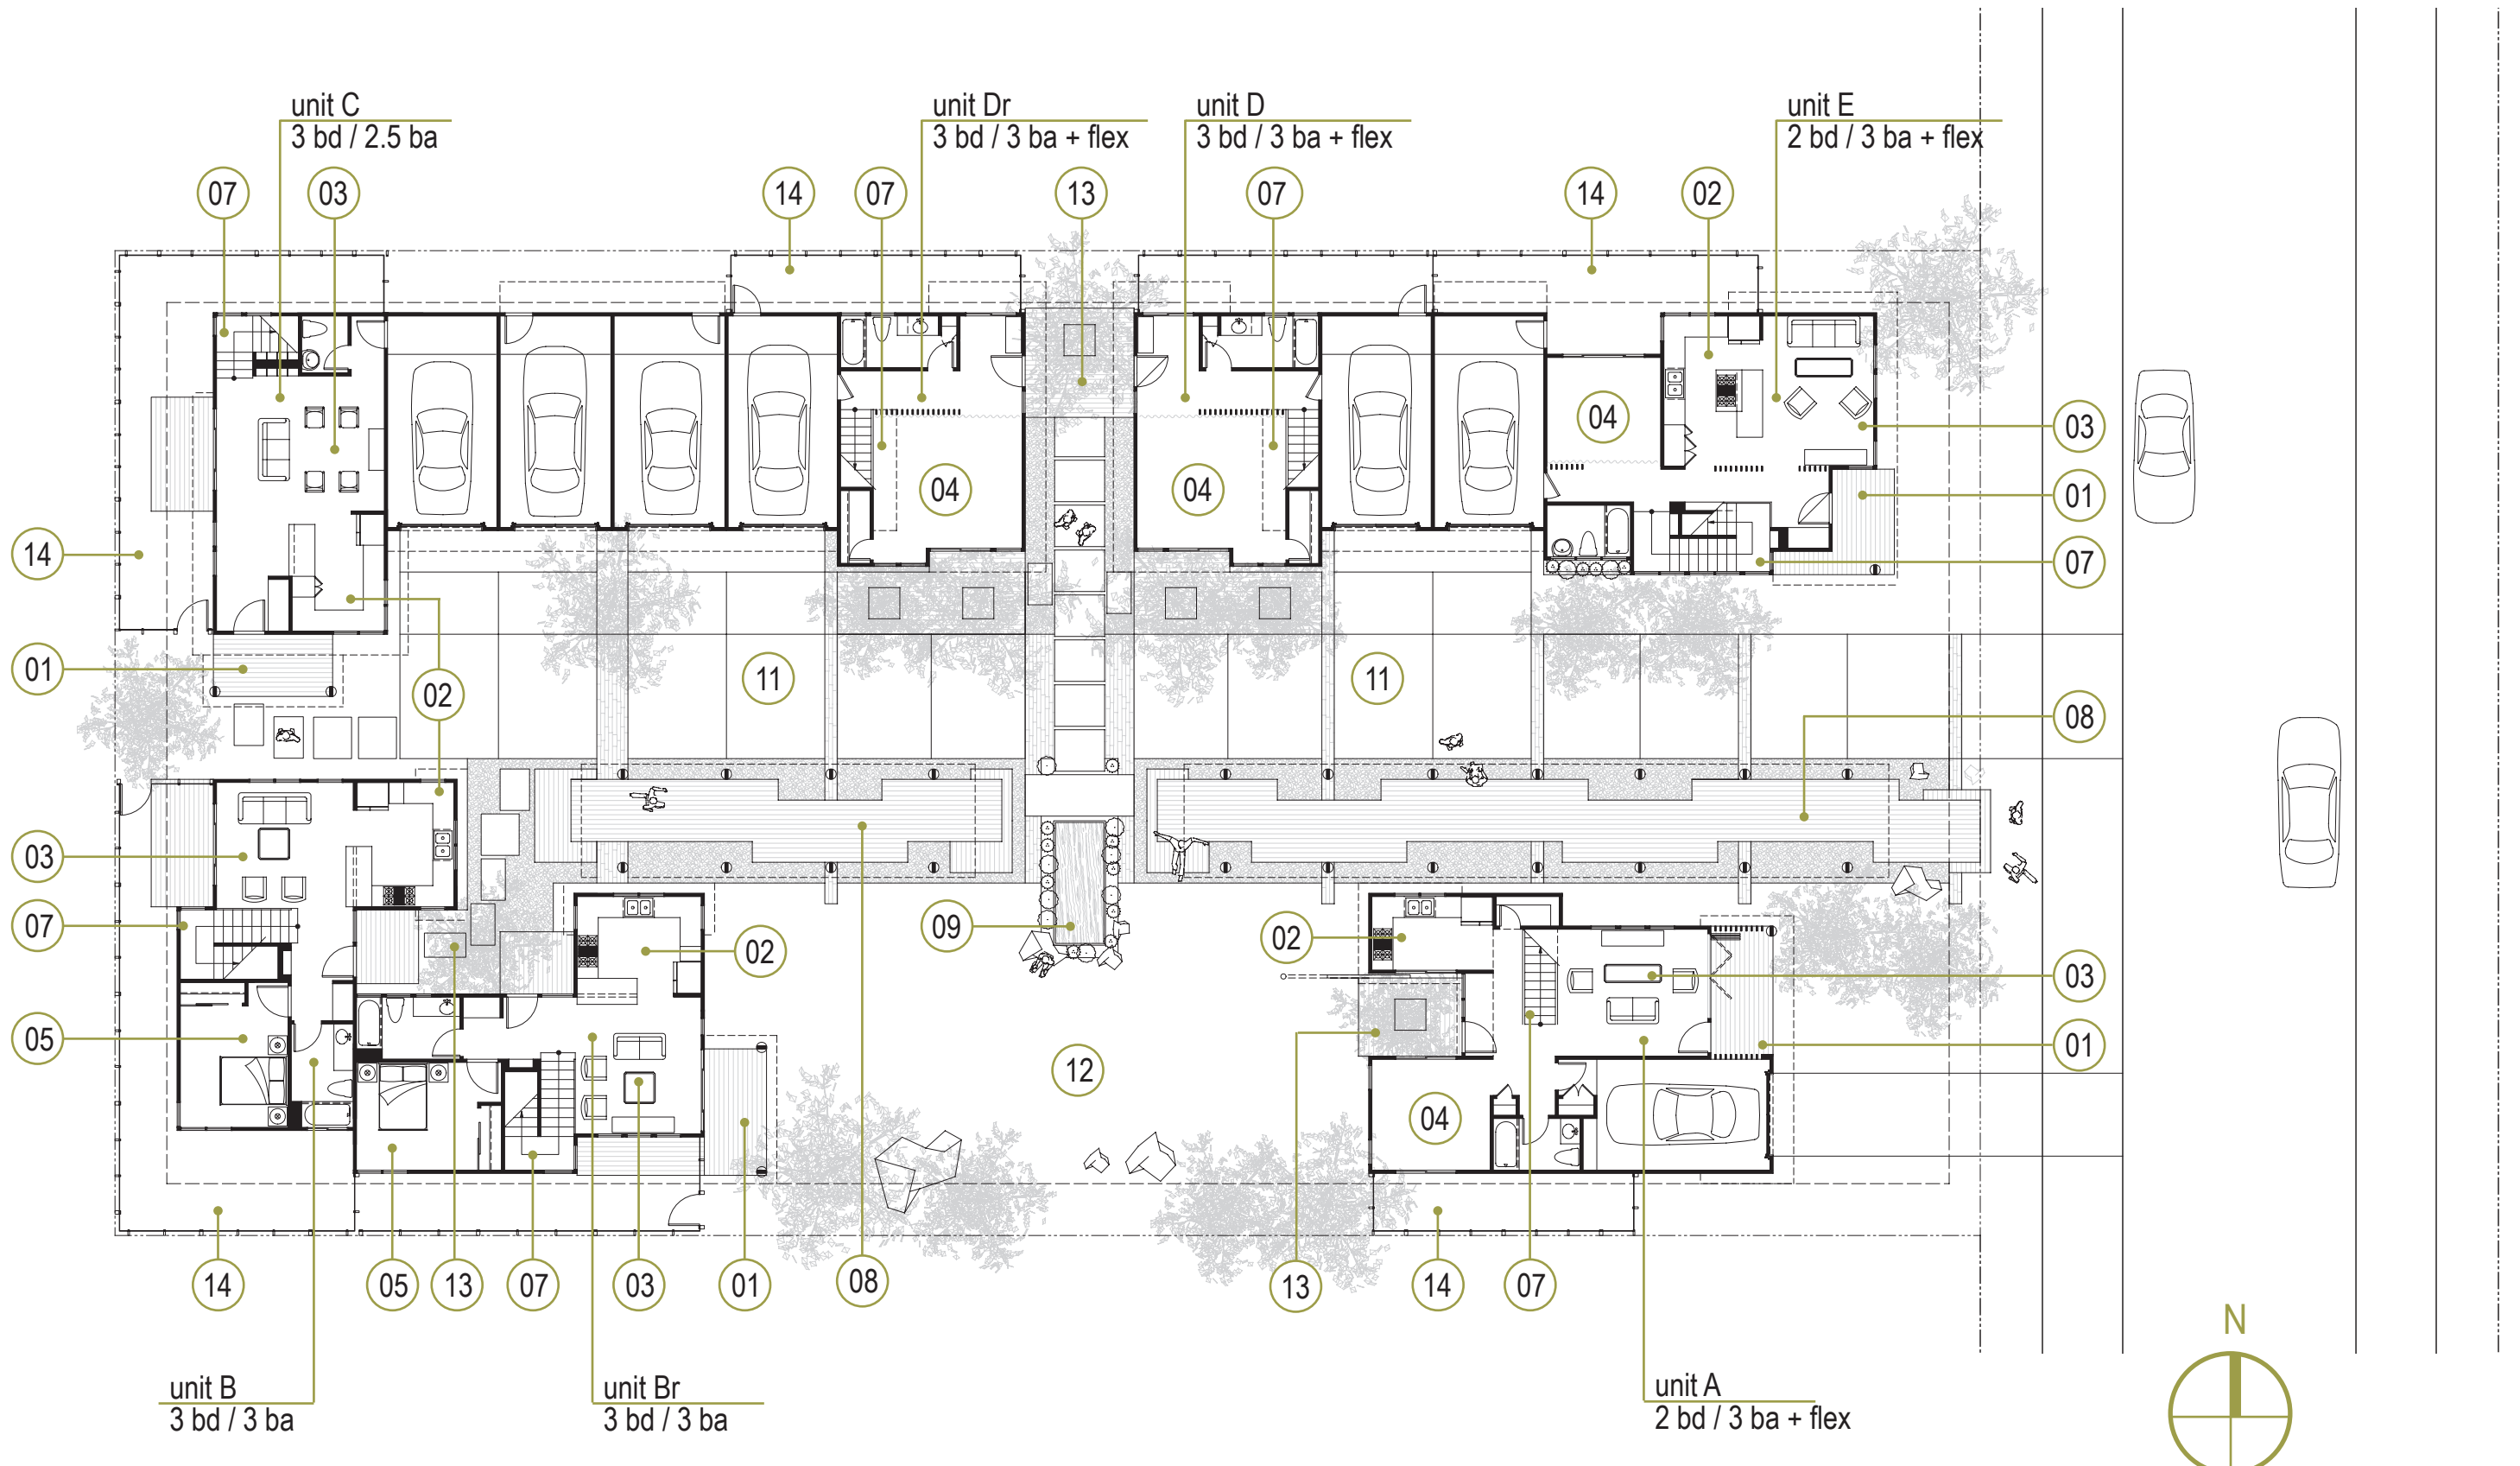 unit C
3 bd / 2.5 ba
unit Dr
3 bd / 3 ba + flex
unit D
3 bd / 3 ba + flex
unit E
2 bd / 3 ba + flex
07
03
14
07
13
07
14
02
04
03
04
04
01
14
07
01
02
11
11
08
03
07
09
02
02
03
05
13
01
12
04
14
05
13
07
03
01
08
13
14
07
N
unit B
3 bd / 3 ba
unit Br
3 bd / 3 ba
unit A
2 bd / 3 ba + flex